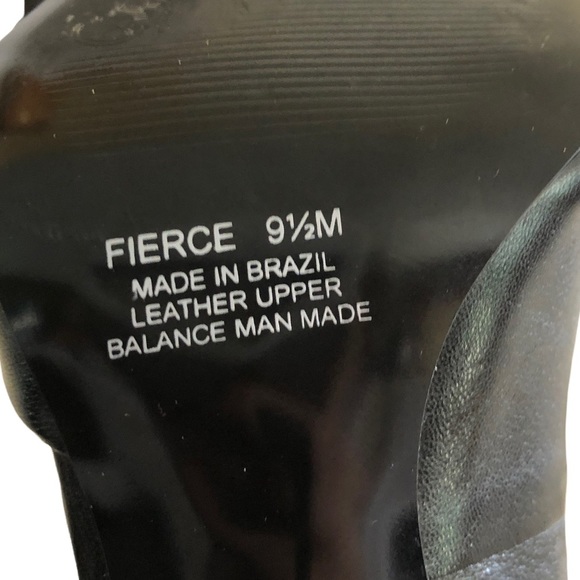 FIERCE 9½M
MADE IN BRAZIL
LEATHER UPPER
BALANCE MAN MADE